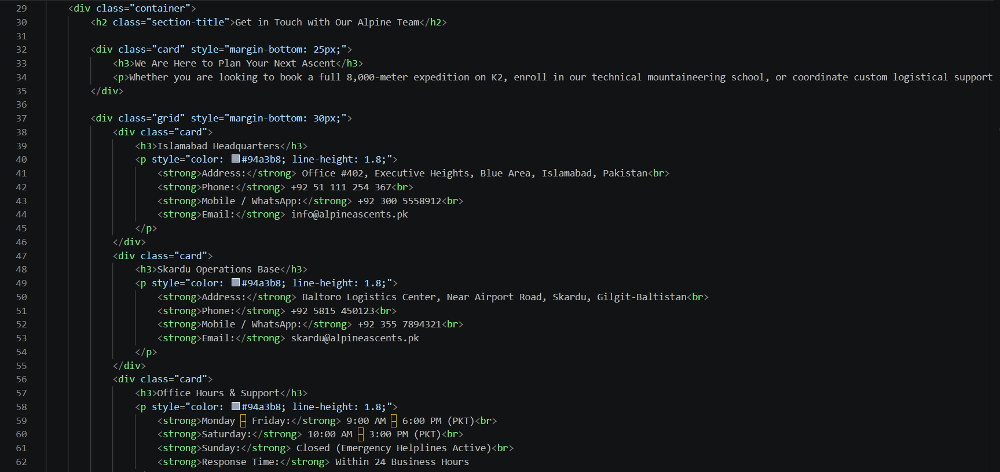 29 <div class="container">
30 <h2 class="section-title">Get in Touch with Our Alpine Team</h2>
31
32 <div class="card" style="margin-bottom: 25px;">
33 <h3>We Are Here to Plan Your Next Ascent</h3>
34 <p>Whether you are looking to book a full 8,000-meter expedition on K2, enroll in our technical mountaineering school, or coordinate custom logistical support
35 </div>
36
37 <div class="grid" style="margin-bottom: 30px;">
38 <div class="card">
39 <h3>Islamabad Headquarters</h3>
40 <p style="color: #94a3b8; line-height: 1.8;">
41 <strong>Address:</strong> Office #402, Executive Heights, Blue Area, Islamabad, Pakistan<br>
42 <strong>Phone:</strong> +92 51 111 254 367<br>
43 <strong>Mobile / WhatsApp:</strong> +92 300 5558912<br>
44 <strong>Email:</strong> info@alpineascents.pk
45 </p>
46 </div>
47 <div class="card">
48 <h3>Skardu Operations Base</h3>
49 <p style="color: #94a3b8; line-height: 1.8;">
50 <strong>Address:</strong> Baltoro Logistics Center, Near Airport Road, Skardu, Gilgit-Baltistan<br>
51 <strong>Phone:</strong> +92 5815 450123<br>
52 <strong>Mobile / WhatsApp:</strong> +92 355 7894321<br>
53 <strong>Email:</strong> skardu@alpineascents.pk
54 </p>
55 </div>
56 <div class="card">
57 <h3>Office Hours & Support</h3>
58 <p style="color: #94a3b8; line-height: 1.8;">
59 <strong>Monday – Friday:</strong> 9:00 AM – 6:00 PM (PKT)<br>
60 <strong>Saturday:</strong> 10:00 AM – 3:00 PM (PKT)<br>
61 <strong>Sunday:</strong> Closed (Emergency Helplines Active)<br>
62 <strong>Response Time:</strong> Within 24 Business Hours